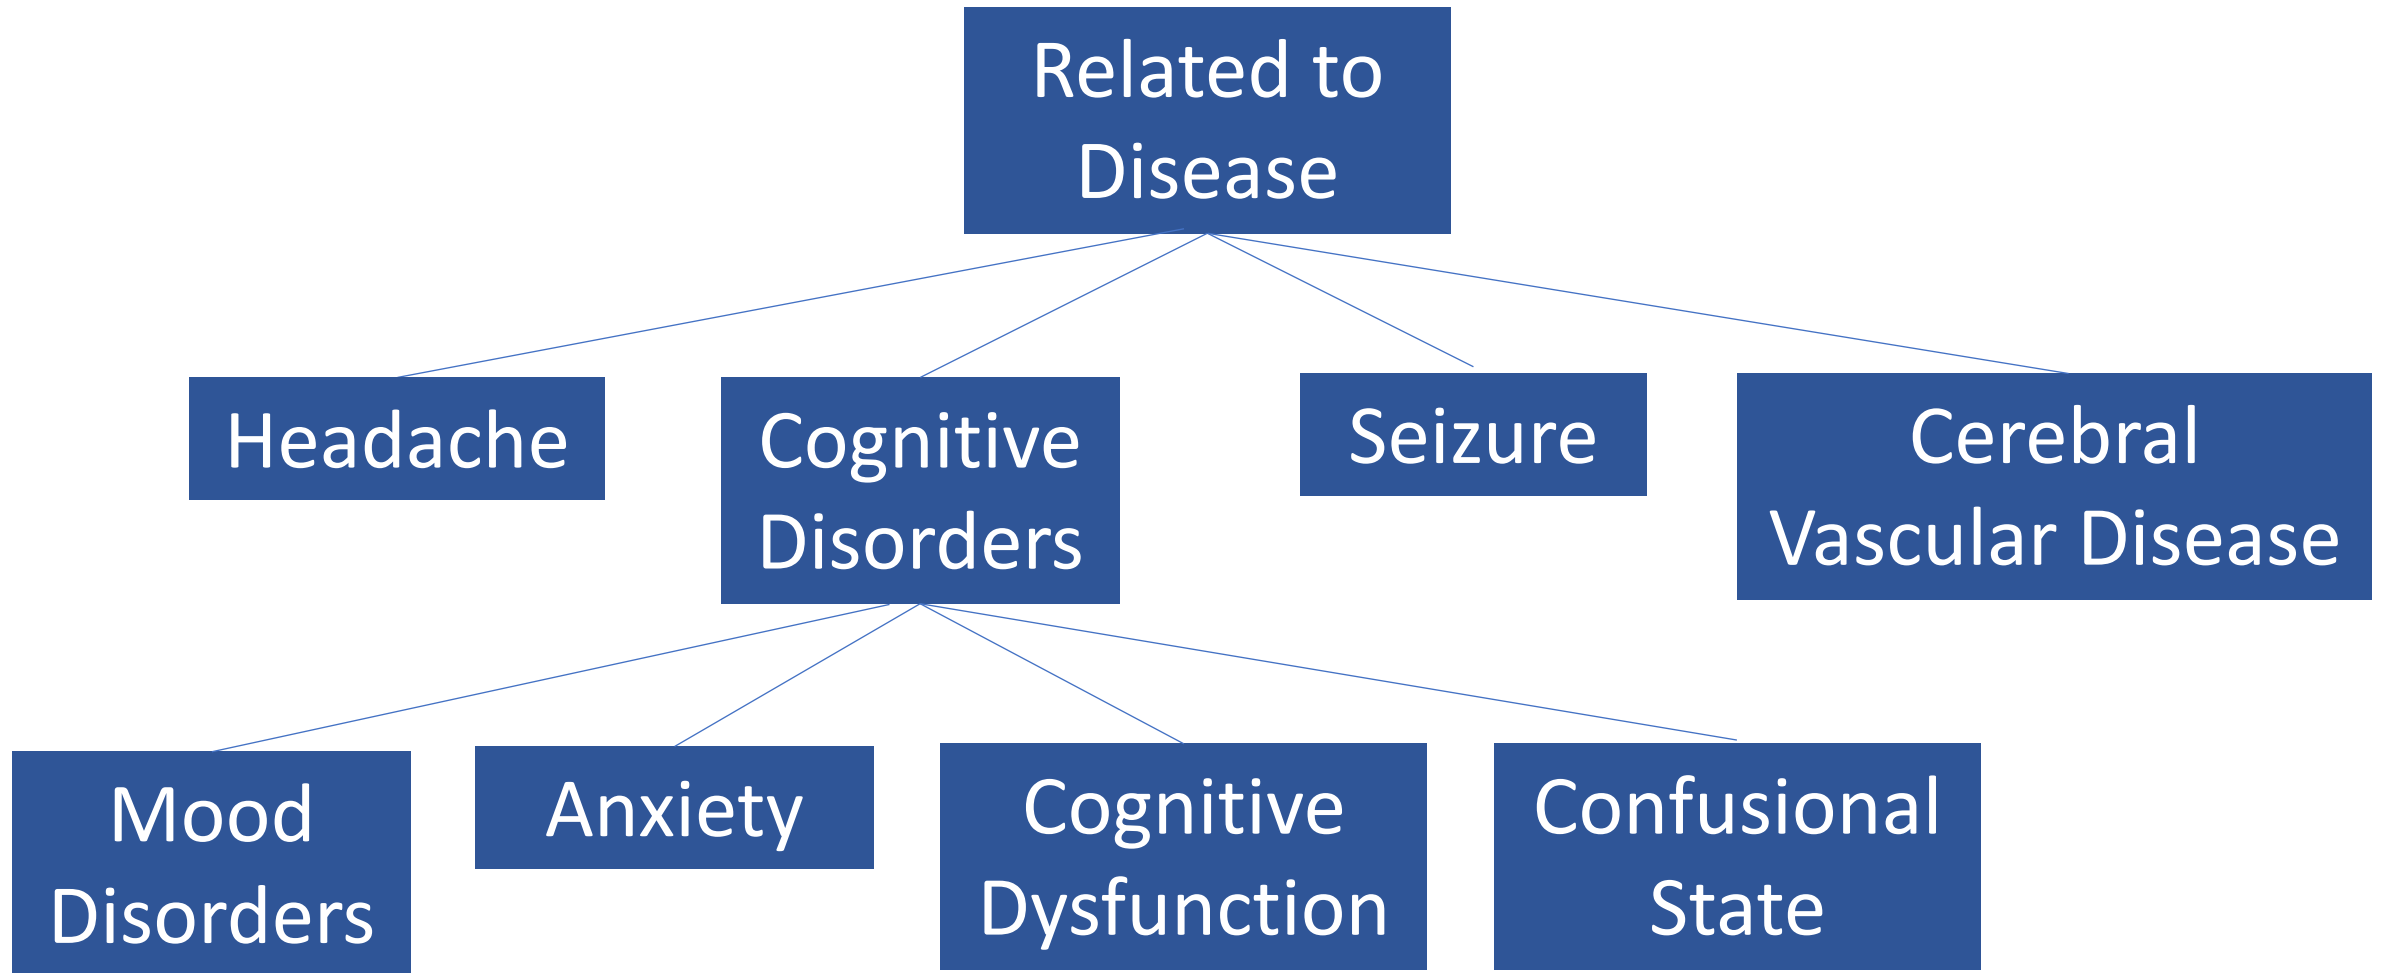 Related to
Disease
Headache
Cognitive
Disorders
Seizure
Cerebral
Vascular Disease
Mood
Disorders
Anxiety
Cognitive
Dysfunction
Confusional
State